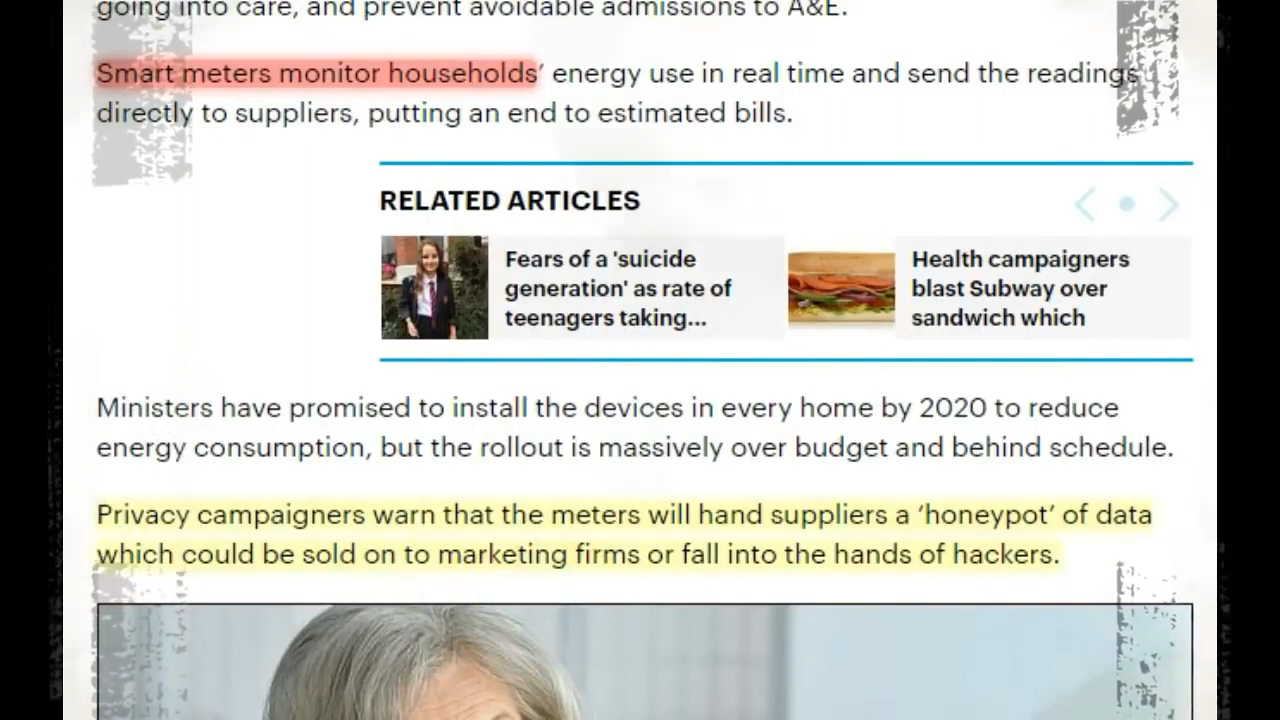 going into care, and prevent avoidable admissions to A&E.
Smart meters monitor households’ energy use in real time and send the readings
directly to suppliers, putting an end to estimated bills.
RELATED ARTICLES
Fears of a 'suicide
generation' as rate of
teenagers taking...
Health campaigners
blast Subway over
sandwich which
Ministers have promised to install the devices in every home by 2020 to reduce
energy consumption, but the rollout is massively over budget and behind schedule.
Privacy campaigners warn that the meters will hand suppliers a ‘honeypot’ of data
which could be sold on to marketing firms or fall into the hands of hackers.